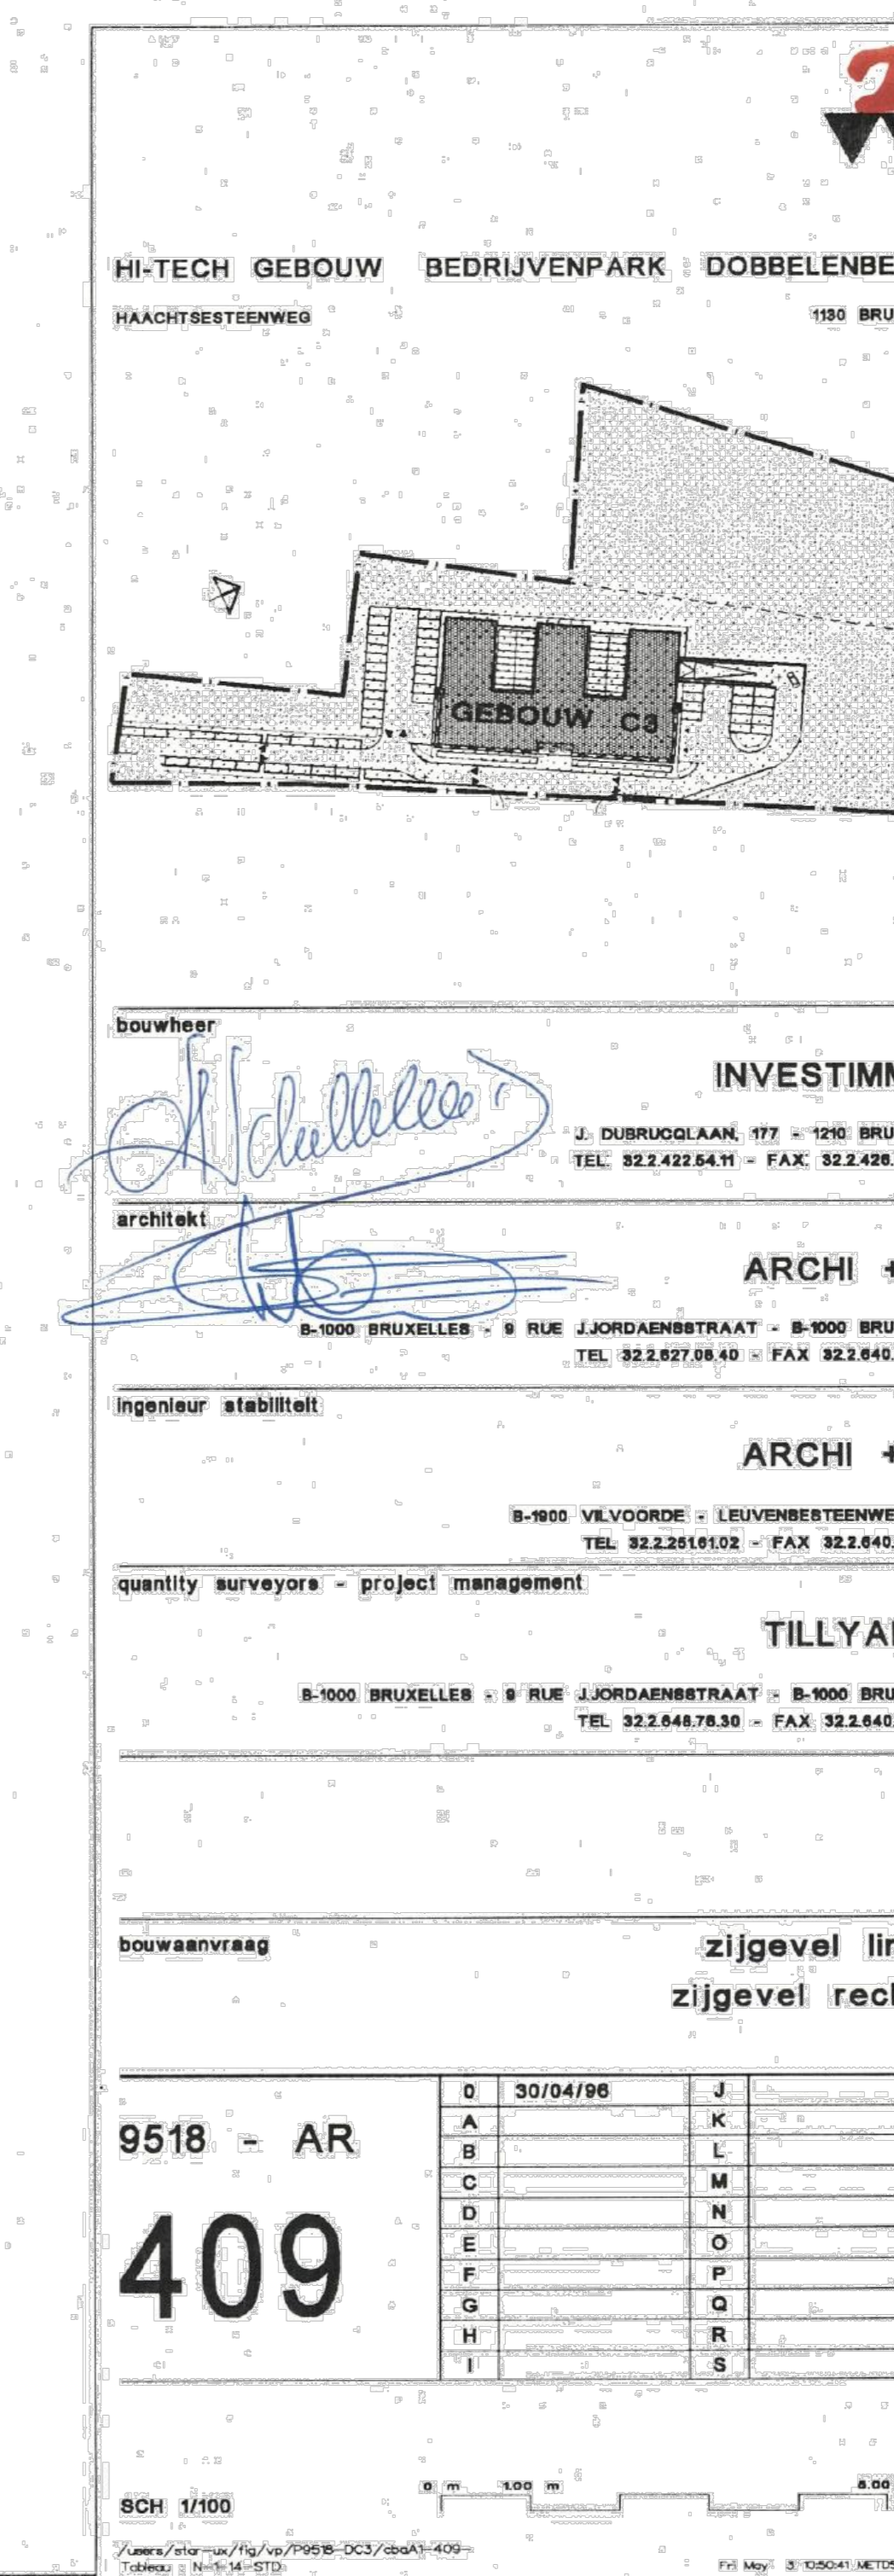 HI-TECH GEBOUW BEDRIJVENPARK DOBBELENBE
HAACHTSESTEENWEG 1130 BRU
GEBOUW C3
bouwheer
INVESTIMM
J. DUBRUCQLAAN, 177 - 1210 BRU
TEL. 32.2.422.54.11 - FAX. 32.2.426.
architekt
ARCHI +
B-1000 BRUXELLES - 9 RUE J.JORDAENSSTRAAT - B-1000 BRU
TEL 32.2.627.08.40 - FAX 32.2.640.
ingenieur stabiliteit
ARCHI +
B-1900 VILVOORDE - LEUVENSESTEENWE
TEL 32.2.251.61.02 - FAX 32.2.640.
quantity surveyors - project management
TILLYA
B-1000 BRUXELLES - 9 RUE J.JORDAENSSTRAAT - B-1000 BRU
TEL 32.2.648.78.30 - FAX 32.2.640.
bouwaanvraag zijgevel lin
zijgevel rech
9518 - AR
409
0 30/04/96 J
A K
B L
C M
D N
E O
F P
G Q
H R
I S
SCH 1/100
0 m 1.00 m 5.00
/users/star-ux/fig/vp/P9518-DC3/cbaA1-409-
Tableau N-1-14-STD
Fri May 3 10:50:41 METD